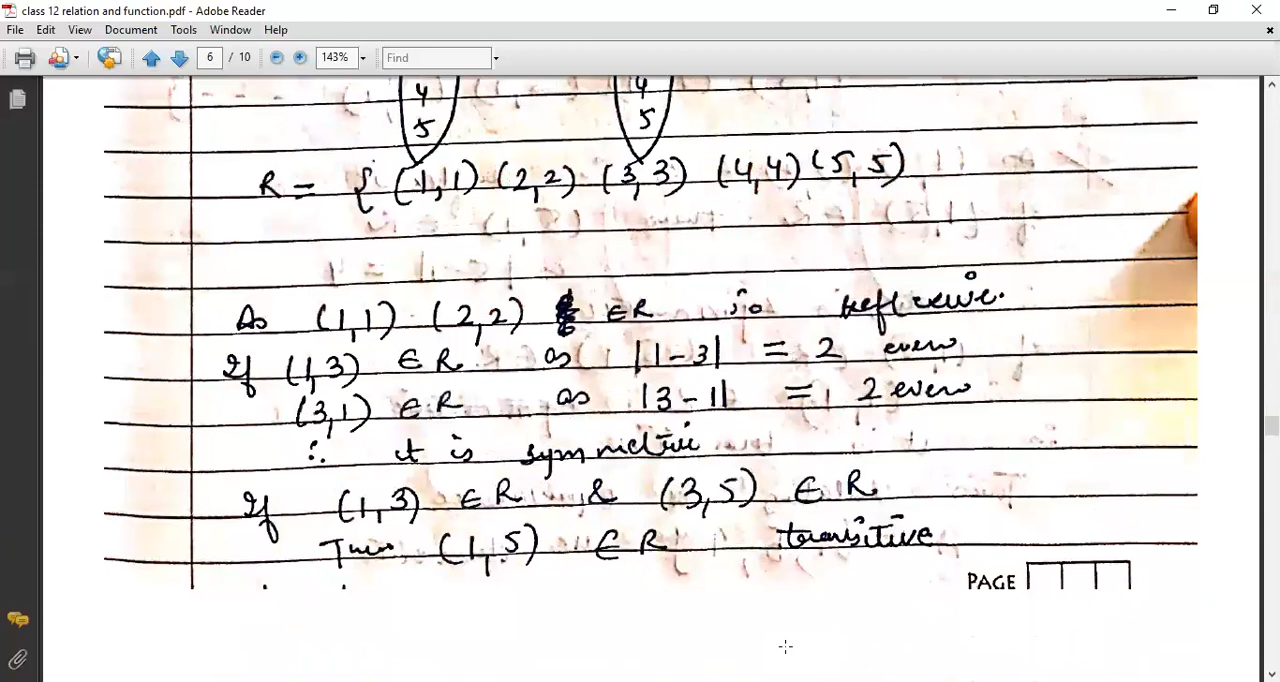 class 12 relation and function.pdf - Adobe Reader
File Edit View Document Tools Window Help
6 / 10 143% Find
4 4
5 5
R = { (1,1) (2,2) (3,3) (4,4) (5,5)
As (1,1) (2,2) ∈R so reflexive.
If (1,3) ∈ R as |1-3| = 2 even
(3,1) ∈ R as |3-1| = 2 even
∴ it is symmetric
If (1,3) ∈ R & (3,5) ∈ R
(1,5) ∈ R transitive
PAGE